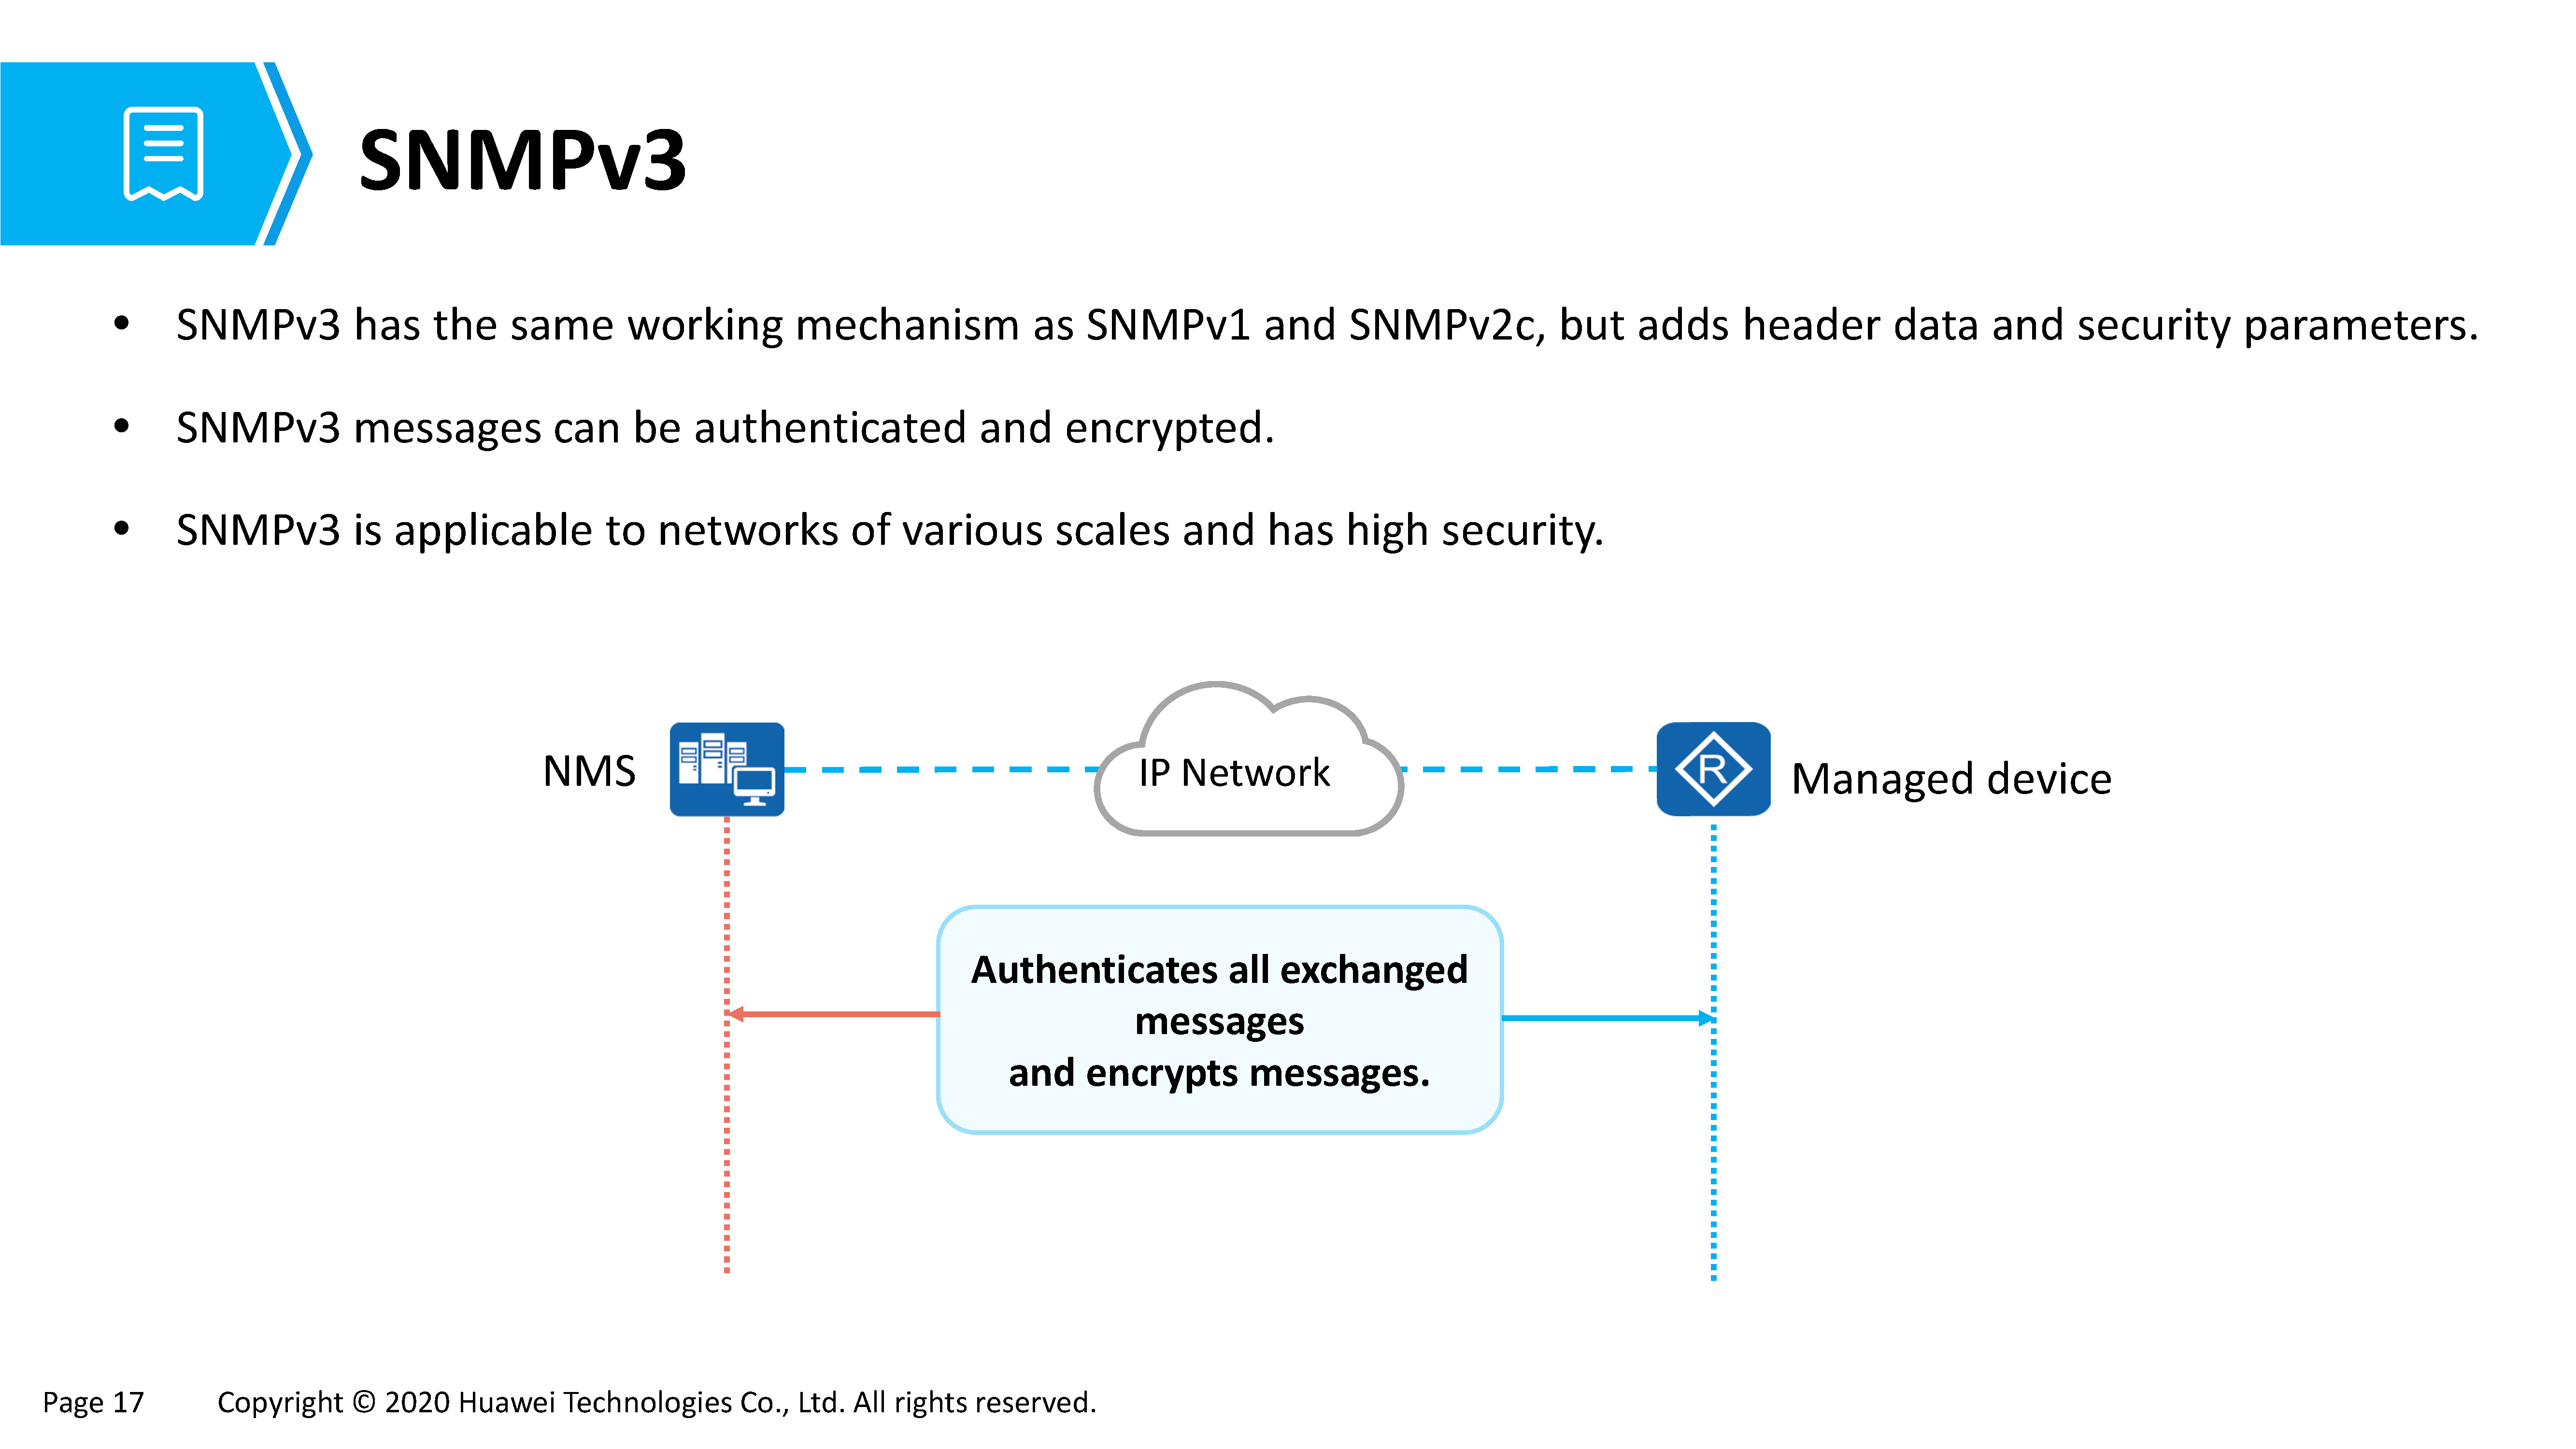 SNMPv3
• SNMPv3 has the same working mechanism as SNMPv1 and SNMPv2c, but adds header data and security parameters.
• SNMPv3 messages can be authenticated and encrypted.
• SNMPv3 is applicable to networks of various scales and has high security.
NMS
IP Network
R
Managed device
Authenticates all exchanged
messages
and encrypts messages.
Page 17 Copyright © 2020 Huawei Technologies Co., Ltd. All rights reserved.